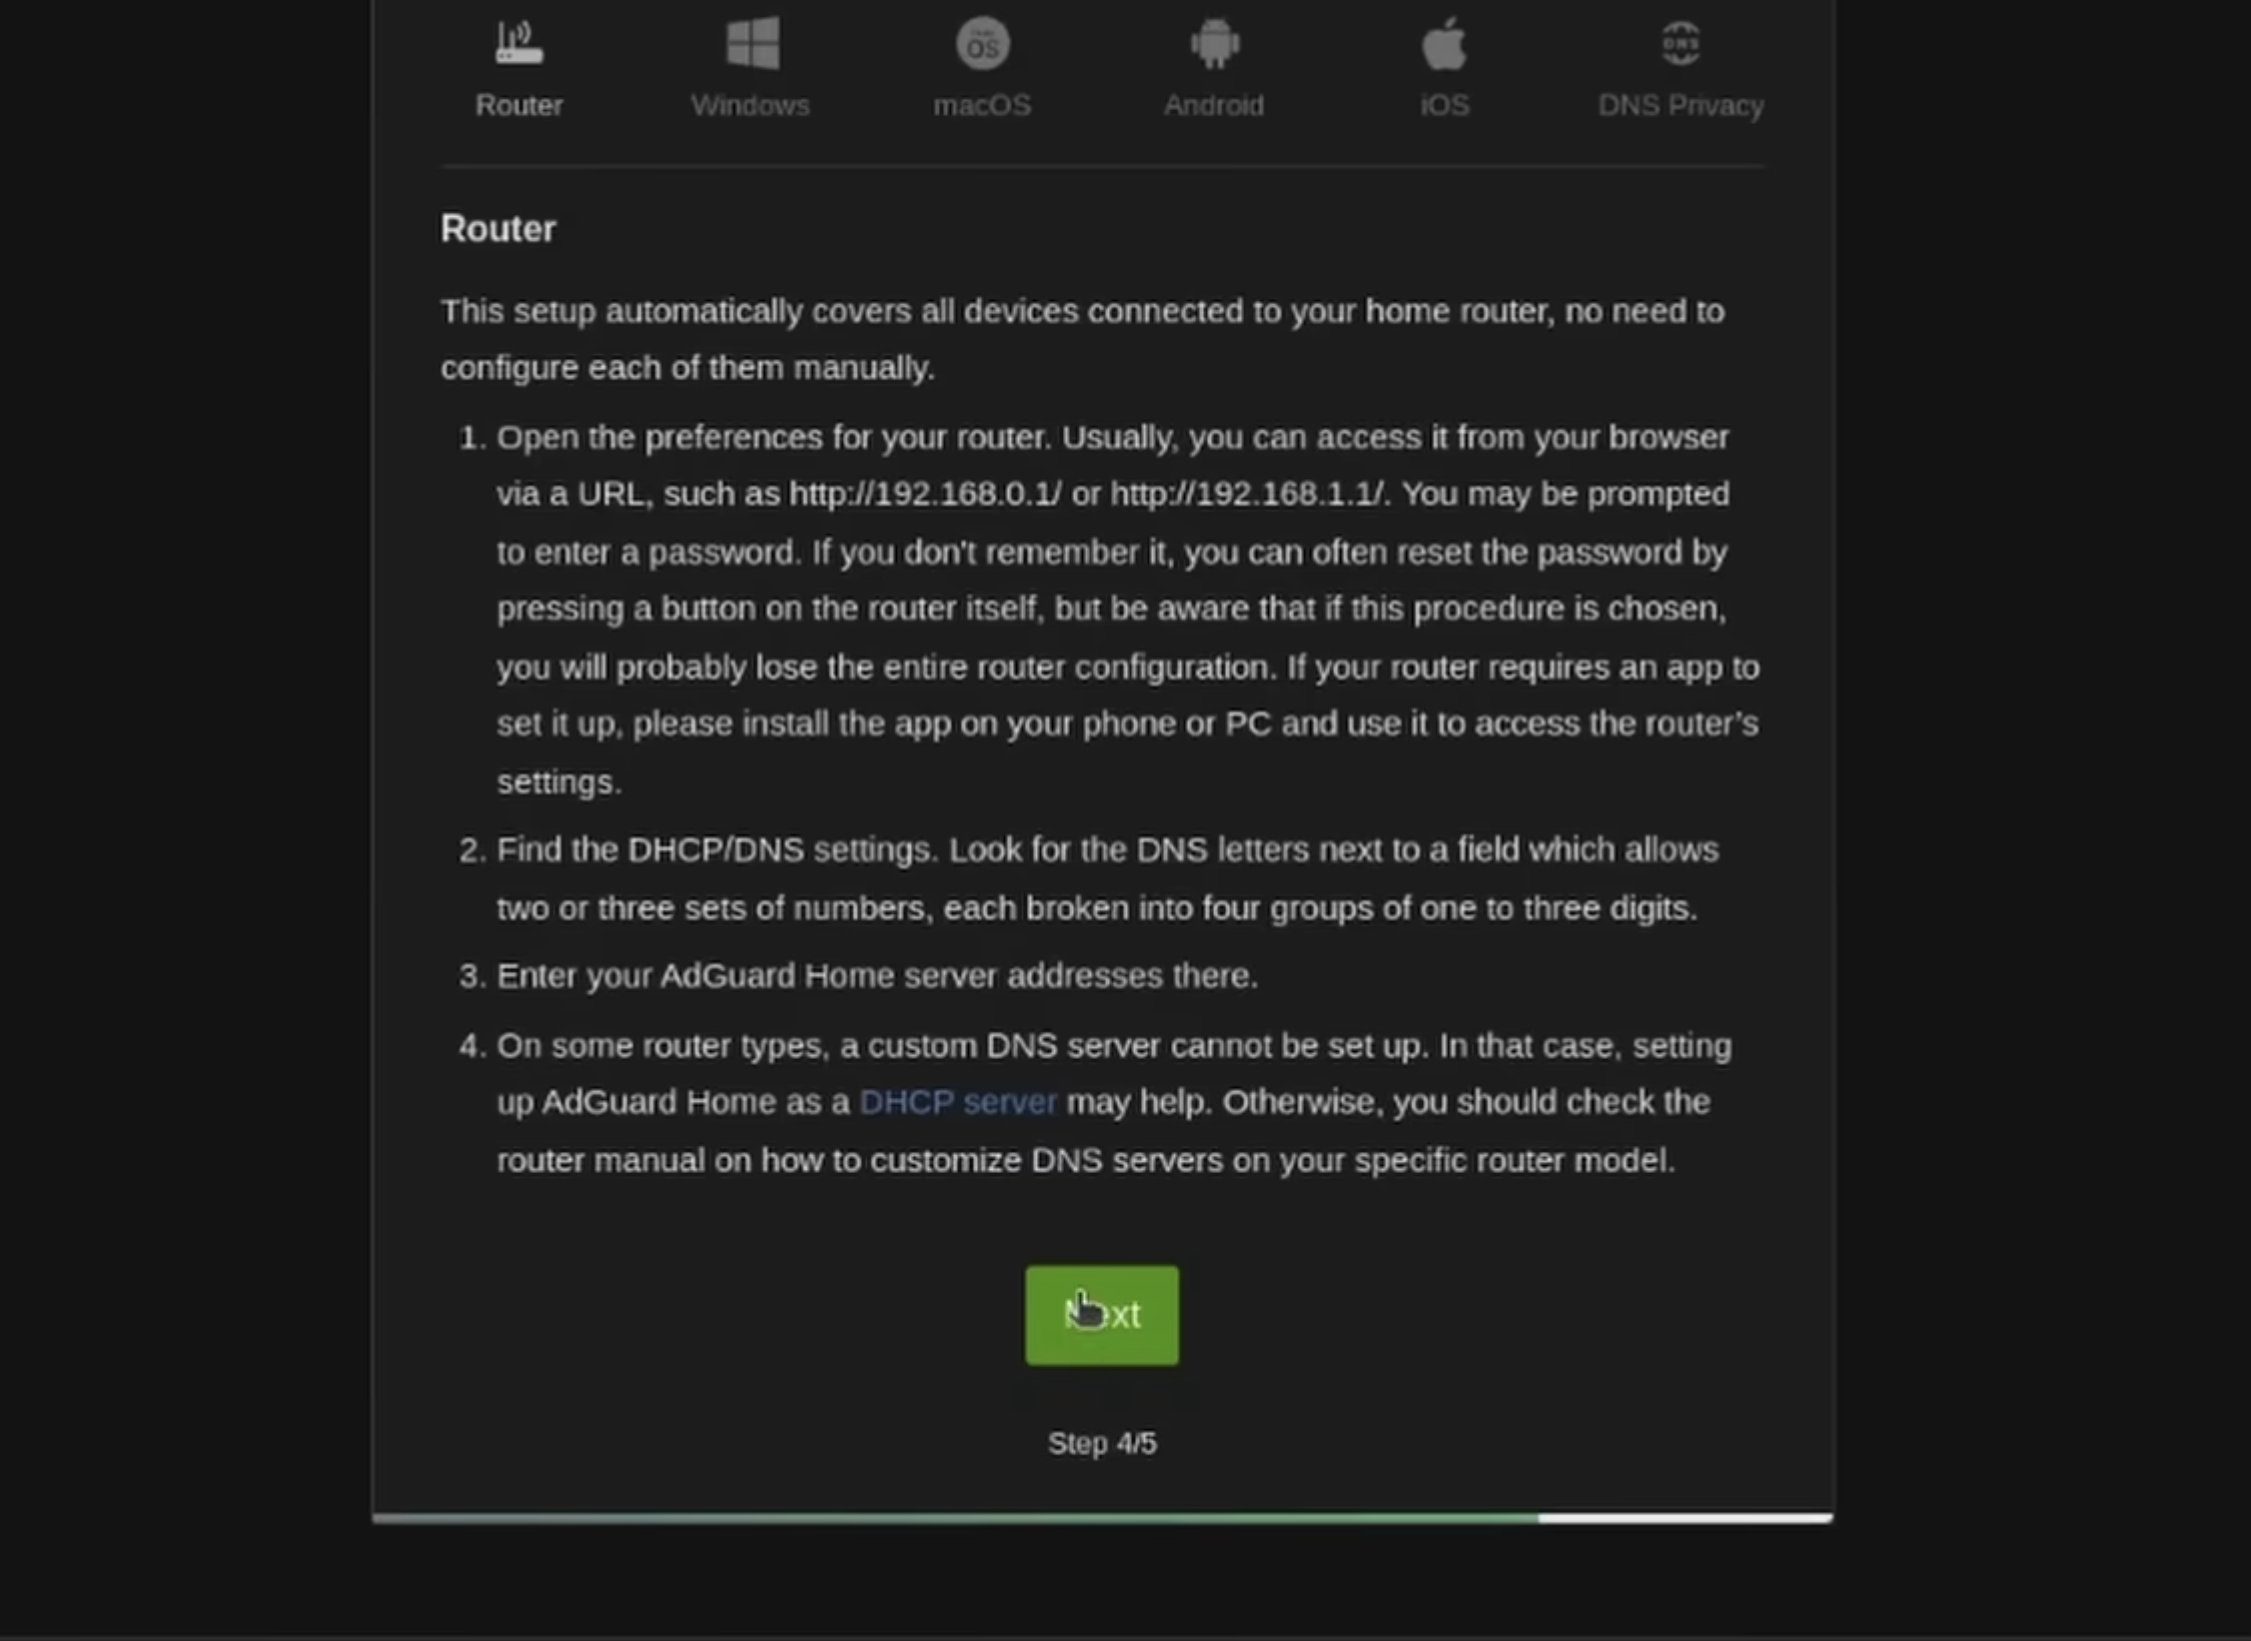 Router
Windows
macOS
Android
iOS
DNS Privacy
Router
This setup automatically covers all devices connected to your home router, no need to
configure each of them manually.
1. Open the preferences for your router. Usually, you can access it from your browser
via a URL, such as http://192.168.0.1/ or http://192.168.1.1/. You may be prompted
to enter a password. If you don't remember it, you can often reset the password by
pressing a button on the router itself, but be aware that if this procedure is chosen,
you will probably lose the entire router configuration. If your router requires an app to
set it up, please install the app on your phone or PC and use it to access the router’s
settings.
2. Find the DHCP/DNS settings. Look for the DNS letters next to a field which allows
two or three sets of numbers, each broken into four groups of one to three digits.
3. Enter your AdGuard Home server addresses there.
4. On some router types, a custom DNS server cannot be set up. In that case, setting
up AdGuard Home as a DHCP server may help. Otherwise, you should check the
router manual on how to customize DNS servers on your specific router model.
Next
Step 4/5